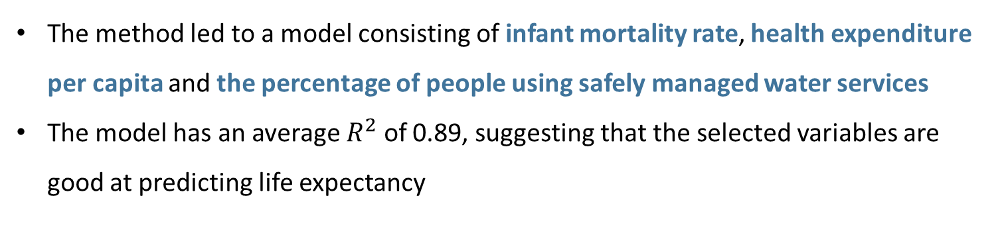 • The method led to a model consisting of infant mortality rate, health expenditure
per capita and the percentage of people using safely managed water services
• The model has an average R² of 0.89, suggesting that the selected variables are
good at predicting life expectancy